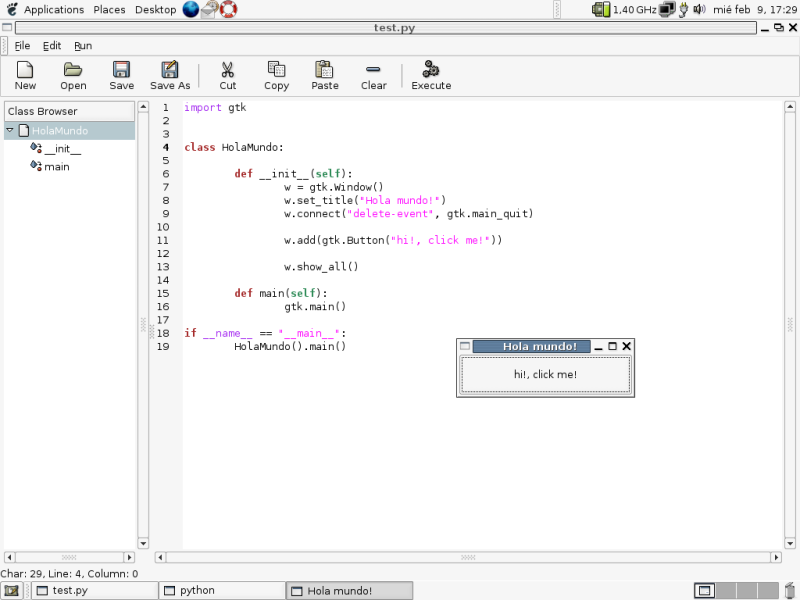 Applications Places Desktop 1,40 GHz mié feb 9, 17:29
test.py
File Edit Run
New Open Save Save As Cut Copy Paste Clear Execute
Class Browser
HolaMundo
__init__
main
1 import gtk
2
3
4 class HolaMundo:
5
6 def __init__(self):
7 w = gtk.Window()
8 w.set_title("Hola mundo!")
9 w.connect("delete-event", gtk.main_quit)
10
11 w.add(gtk.Button("hi!, click me!"))
12
13 w.show_all()
14
15 def main(self):
16 gtk.main()
17
18 if __name__ == "__main__":
19 HolaMundo().main()
Hola mundo!
hi!, click me!
Char: 29, Line: 4, Column: 0
test.py python Hola mundo!